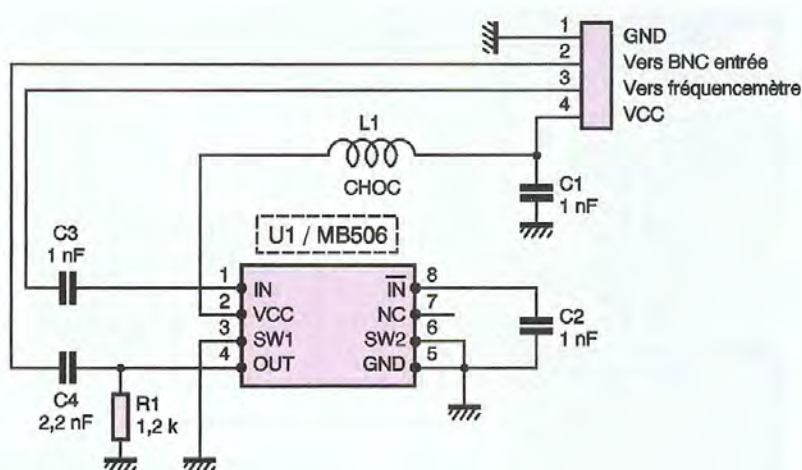 1 GND
2 Vers BNC entrée
3 Vers fréquencemètre
4 VCC
L1
CHOC
C1
1 nF
U1 / MB506
C3
1 nF
1 IN
2 VCC
3 SW1
4 OUT
IN 8
NC 7
SW2 6
GND 5
C2
1 nF
C4
2,2 nF
R1
1,2 k